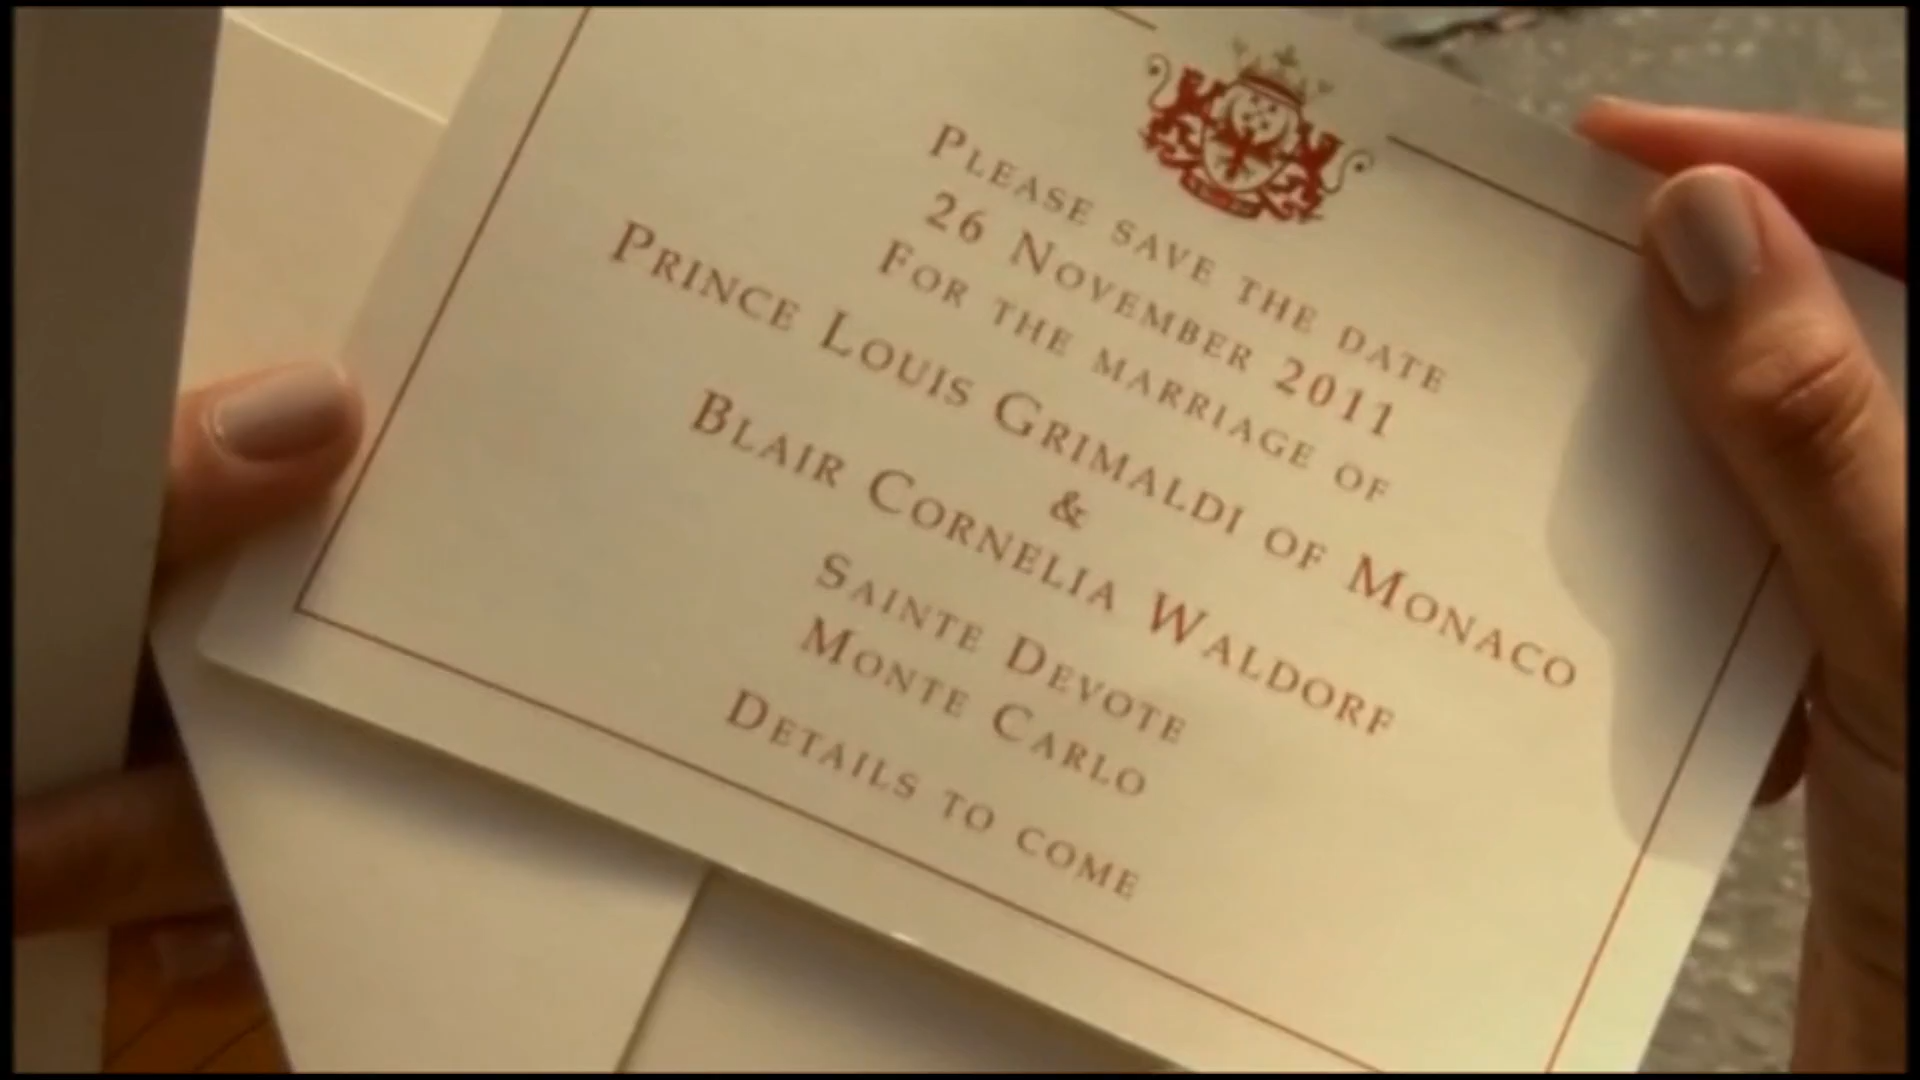 Please save the date
26 November 2011
For the marriage of
Prince Louis Grimaldi of Monaco
&
Blair Cornelia Waldorf
Sainte Devote
Monte Carlo
Details to come